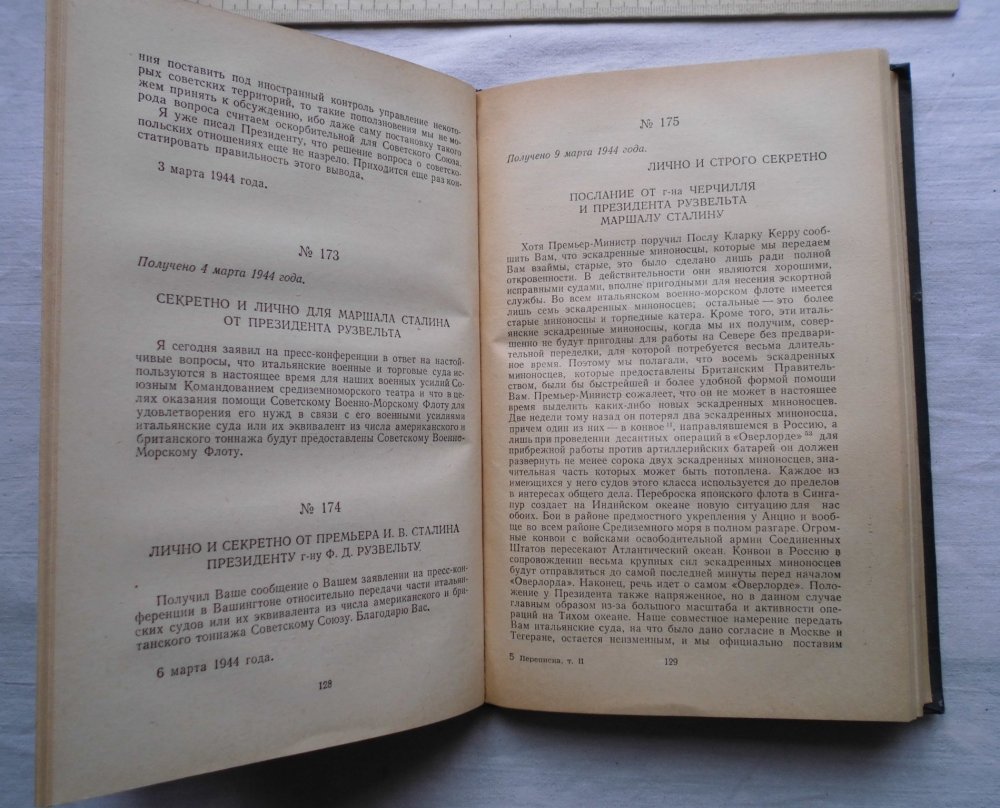 ния поставить под иностранный контроль управление некото-
рых советских территорий, то такие поползновения мы не мо-
жем принять к обсуждению, ибо даже саму постановку такого
рода вопроса считаем оскорбительной для Советского Союза.
Я уже писал Президенту, что решение вопроса о советско-
польских отношениях еще не назрело. Приходится еще раз кон-
статировать правильность этого вывода.
3 марта 1944 года.
№ 173
Получено 4 марта 1944 года.
СЕКРЕТНО И ЛИЧНО ДЛЯ МАРШАЛА СТАЛИНА
ОТ ПРЕЗИДЕНТА РУЗВЕЛЬТА
Я сегодня заявил на пресс-конференции в ответ на настой-
чивые вопросы, что итальянские военные и торговые суда ис-
пользуются в настоящее время для наших военных усилий Со-
юзным Командованием средиземноморского театра и что в це-
лях оказания помощи Советскому Военно-Морскому Флоту для
удовлетворения его нужд в связи с его военными усилиями
итальянские суда или их эквивалент из числа американского и
британского тоннажа будут предоставлены Советскому Военно-
Морскому Флоту.
№ 174
ЛИЧНО И СЕКРЕТНО ОТ ПРЕМЬЕРА И. В. СТАЛИНА
ПРЕЗИДЕНТУ г-ну Ф. Д. РУЗВЕЛЬТУ
Получил Ваше сообщение о Вашем заявлении на пресс-кон-
ференции в Вашингтоне относительно передачи части итальян-
ских судов или их эквивалента из числа американского и бри-
танского тоннажа Советскому Союзу. Благодарю Вас.
6 марта 1944 года.
128
№ 175
Получено 9 марта 1944 года.
ЛИЧНО И СТРОГО СЕКРЕТНО
ПОСЛАНИЕ ОТ г-на ЧЕРЧИЛЛЯ
И ПРЕЗИДЕНТА РУЗВЕЛЬТА
МАРШАЛУ СТАЛИНУ
Хотя Премьер-Министр поручил Послу Кларку Керру сооб-
шить Вам, что эскадренные миноносцы, которые мы передаем
Вам взаймы, старые, это было сделано лишь ради полной
откровенности. В действительности они являются хорошими,
исправными судами, вполне пригодными для несения эскортной
службы. Во всем итальянском военно-морском флоте имеется
лишь семь эскадренных миноносцев; остальные — это более
старые миноносцы и торпедные катера. Кроме того, эти италь-
янские эскадренные миноносцы, когда мы их получим, совер-
шенно не будут пригодны для работы на Севере без предвари-
тельной переделки, для которой потребуется весьма длитель-
ное время. Поэтому мы полагали, что восемь эскадренных
миноносцев, которые предоставлены Британским Правитель-
ством, были бы быстрейшей и более удобной формой помощи
Вам. Премьер-Министр сожалеет, что он не может в настоящее
время выделить каких-либо новых эскадренных миноносцев.
Две недели тому назад он потерял два эскадренных миноносца,
причем один из них — в конвое¹¹, направлявшемся в Россию, а
лишь при проведении десантных операций в «Оверлорде»⁵³ для
прибрежной работы против артиллерийских батарей он должен
развернуть не менее сорока двух эскадренных миноносцев, зна-
чительная часть которых может быть потоплена. Каждое из
имеющихся у него судов этого класса используется до пределов
в интересах общего дела. Переброска японского флота в Синга-
пур создает на Индийском океане новую ситуацию для нас
обоих. Бои в районе предмостного укрепления у Анцио и вооб-
ще во всем районе Средиземного моря в полном разгаре. Огром-
ные конвои с войсками освободительной армии Соединенных
Штатов пересекают Атлантический океан. Конвои в Россию в
сопровождении весьма крупных сил эскадренных миноносцев
будут отправляться до самой последней минуты перед началом
«Оверлорда». Наконец, речь идет о самом «Оверлорде». Поло-
жение у Президента также напряженное, но в данном случае
главным образом из-за большого масштаба и активности опе-
раций на Тихом океане. Наше совместное намерение передать
Вам итальянские суда, на что было дано согласие в Москве и
Тегеране, остается неизменным, и мы официально поставим
5 Переписка, т. II
129